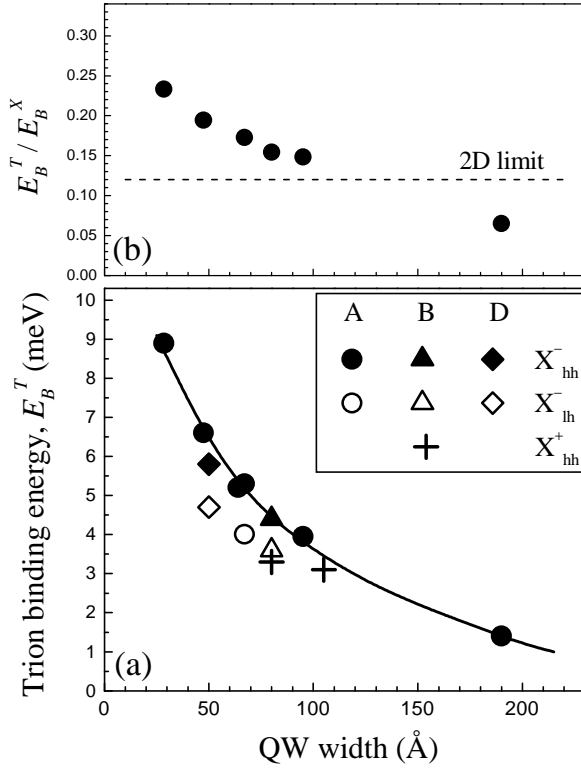 0.30
0.25
0.20
0.15
0.10
0.05
0.00
E_B^T / E_B^X
2D limit
(b)
10
9
8
7
6
5
4
3
2
1
0
Trion binding energy, E_B^T (meV)
A B D
X^-_hh
X^-_lh
X^+_hh
(a)
0 50 100 150 200
QW width (Å)